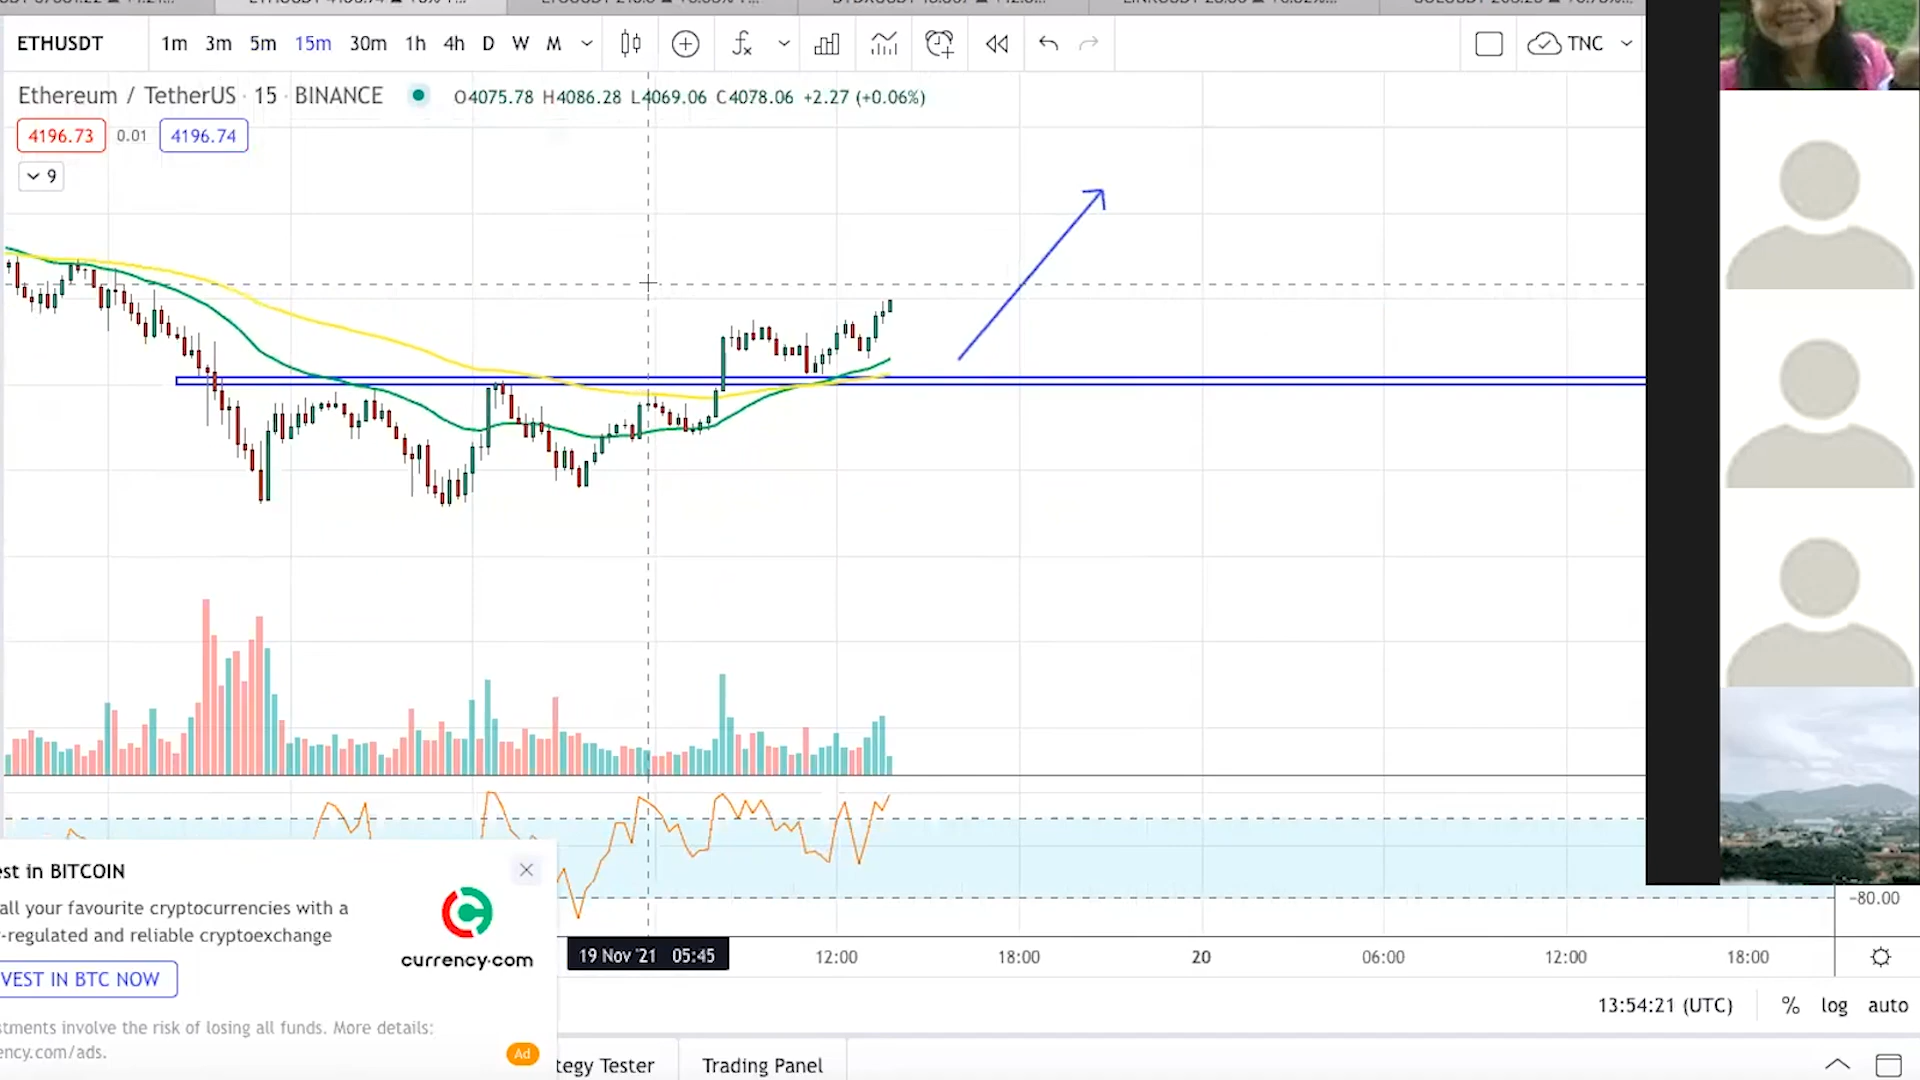 ETHUSDT
1m 3m 5m 15m 30m 1h 4h D W M
TNC
Ethereum / TetherUS · 15 · BINANCE
O4075.78 H4086.28 L4069.06 C4078.06 +2.27 (+0.06%)
4196.73 0.01 4196.74
9
est in BITCOIN
all your favourite cryptocurrencies with a
-regulated and reliable cryptoexchange
currency.com
VEST IN BTC NOW
stments involve the risk of losing all funds. More details:
ency.com/ads.
Ad
-80.00
19 Nov '21 05:45 12:00 18:00 20 06:00 12:00 18:00
13:54:21 (UTC) % log auto
tegy Tester Trading Panel